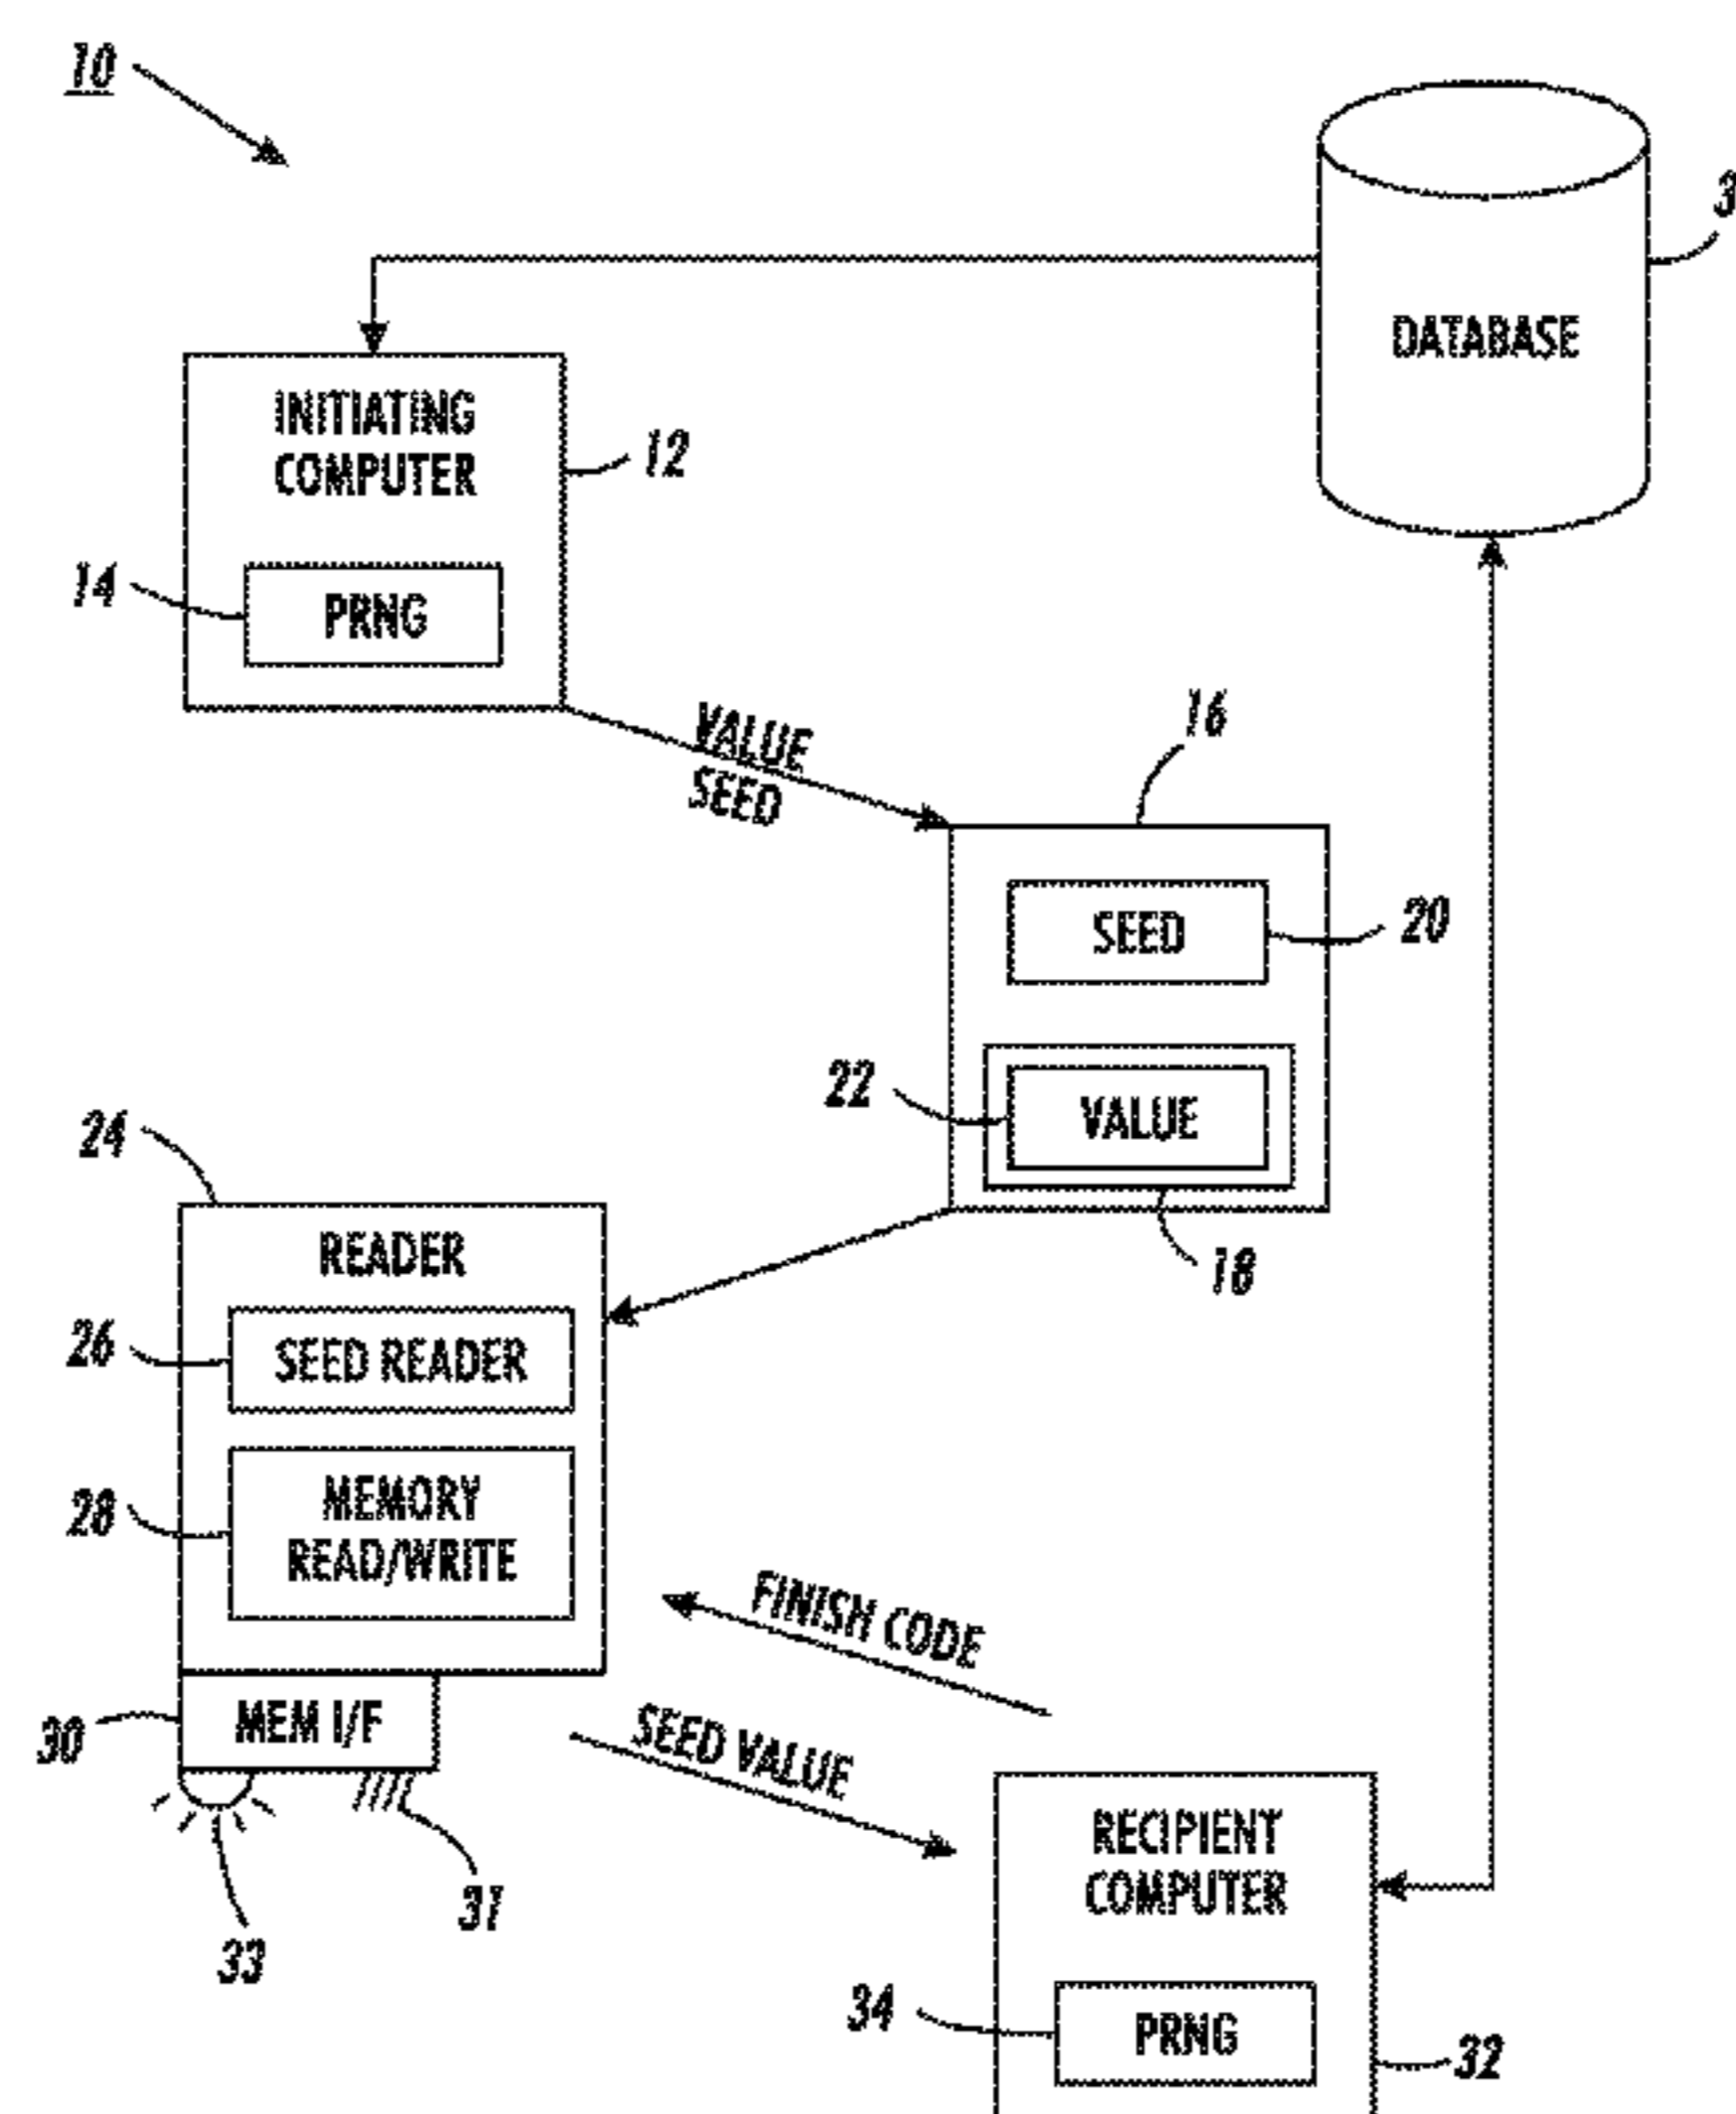 10
3
DATABASE
INITIATING
COMPUTER
12
14
PRNG
VALUE
SEED
16
SEED
20
22
VALUE
18
24
READER
26
SEED READER
28
MEMORY
READ/WRITE
FINISH CODE
30
MEM I/F
SEED VALUE
31
33
RECIPIENT
COMPUTER
34
PRNG
32